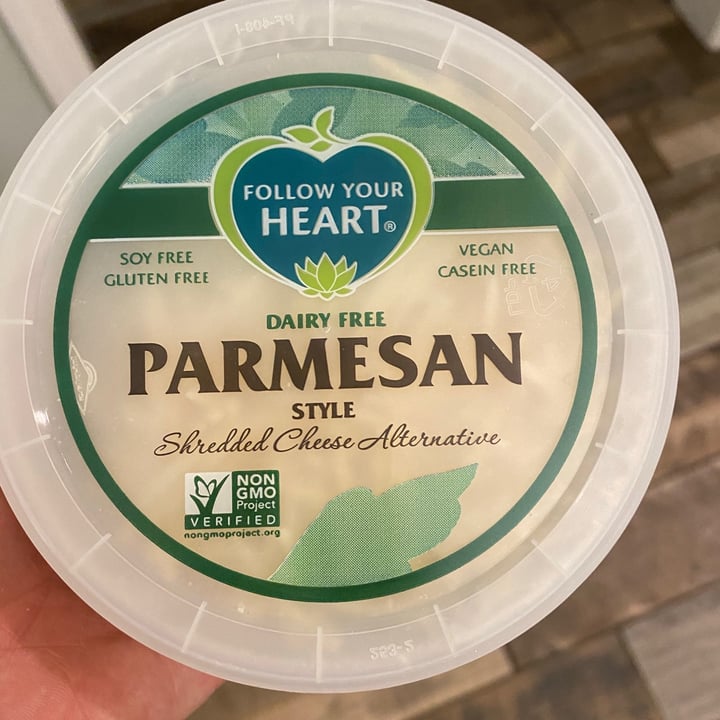 FOLLOW YOUR
HEART®
SOY FREE
GLUTEN FREE
VEGAN
CASEIN FREE
DAIRY FREE
PARMESAN
STYLE
Shredded Cheese Alternative
NON
GMO
Project
VERIFIED
nongmoproject.org